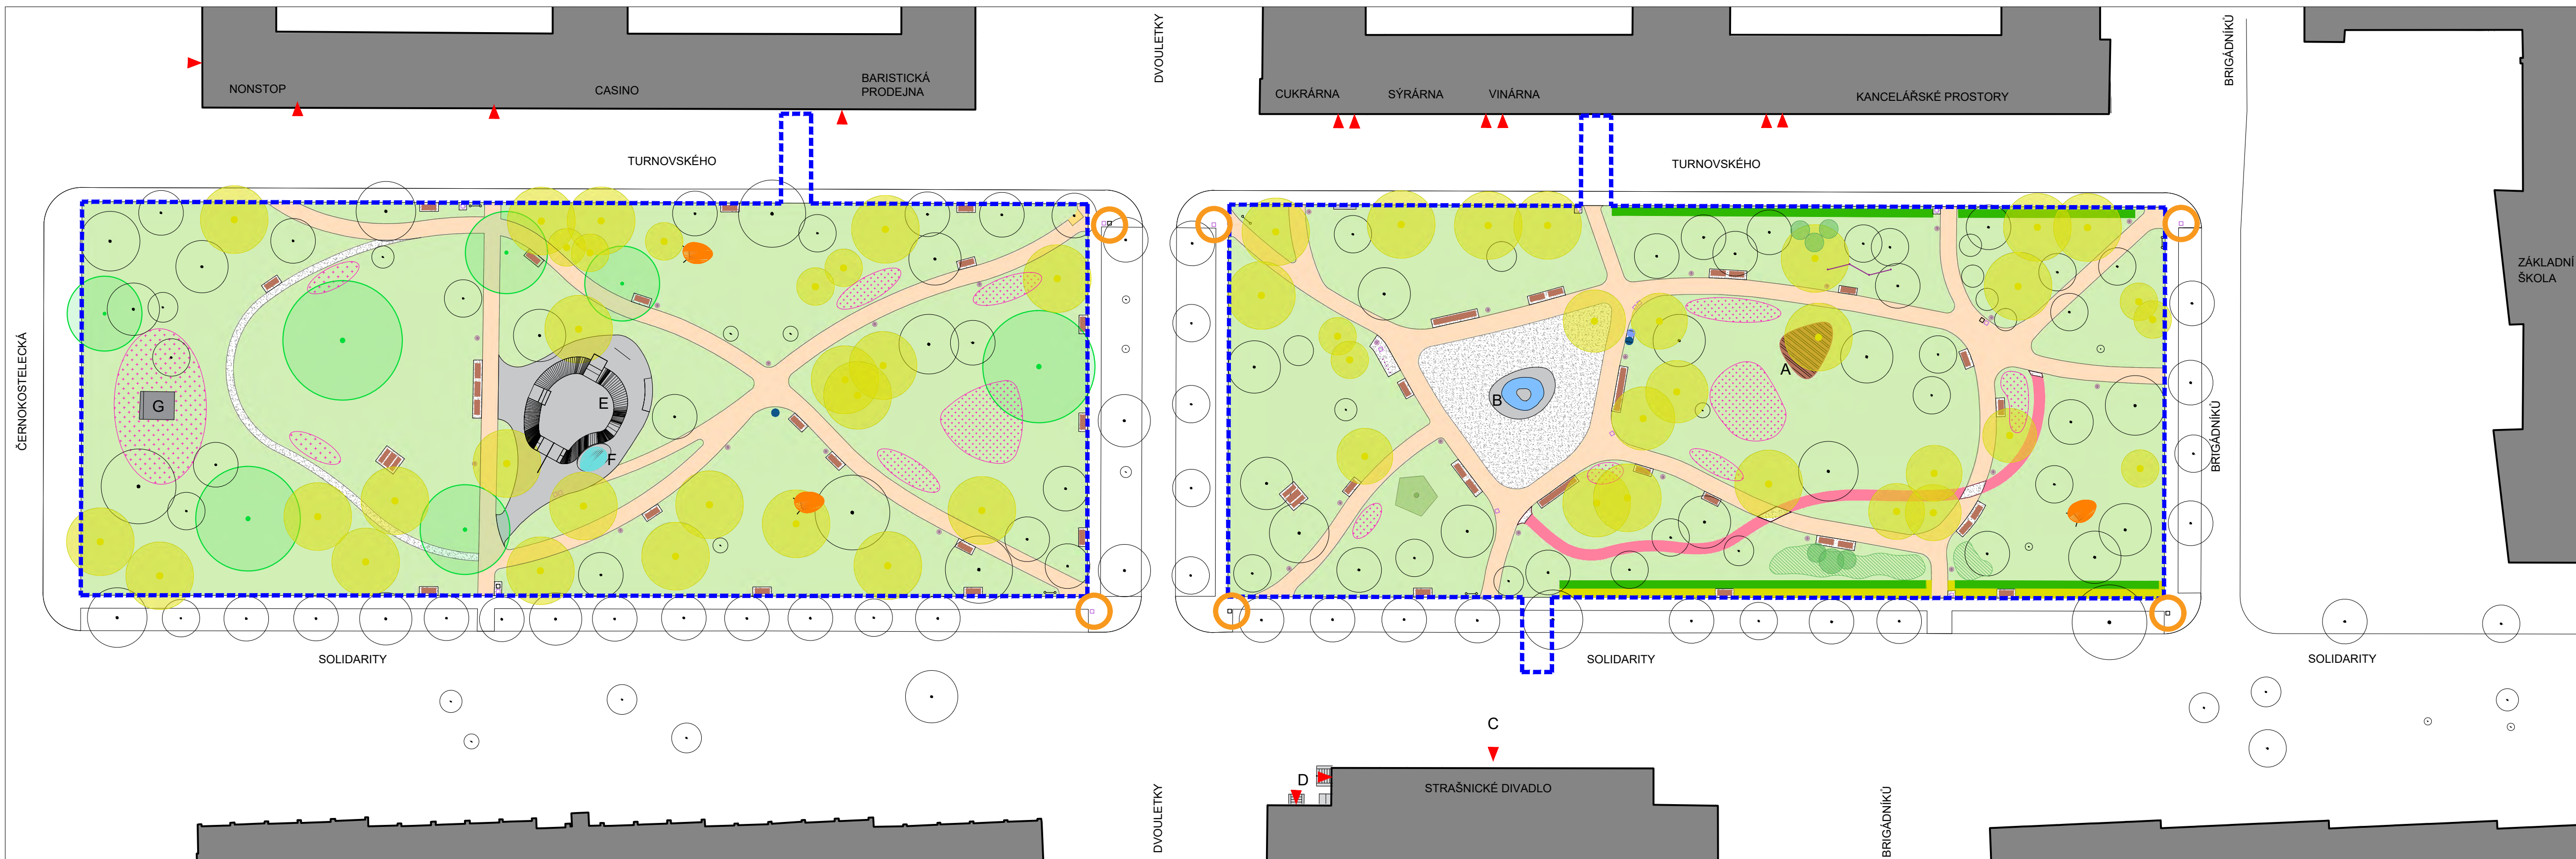 DVOULETKY
BRIGÁDNÍKŮ
NONSTOP
CASINO
BARISTICKÁ
PRODEJNA
CUKRÁRNA
SÝRÁRNA
VINÁRNA
KANCELÁŘSKÉ PROSTORY
TURNOVSKÉHO
TURNOVSKÉHO
ZÁKLADNÍ
ŠKOLA
ČERNOKOSTELECKÁ
G
E
F
A
B
BRIGÁDNÍKŮ
SOLIDARITY
SOLIDARITY
SOLIDARITY
C
D
STRAŠNICKÉ DIVADLO
DVOULETKY
BRIGÁDNÍKŮ